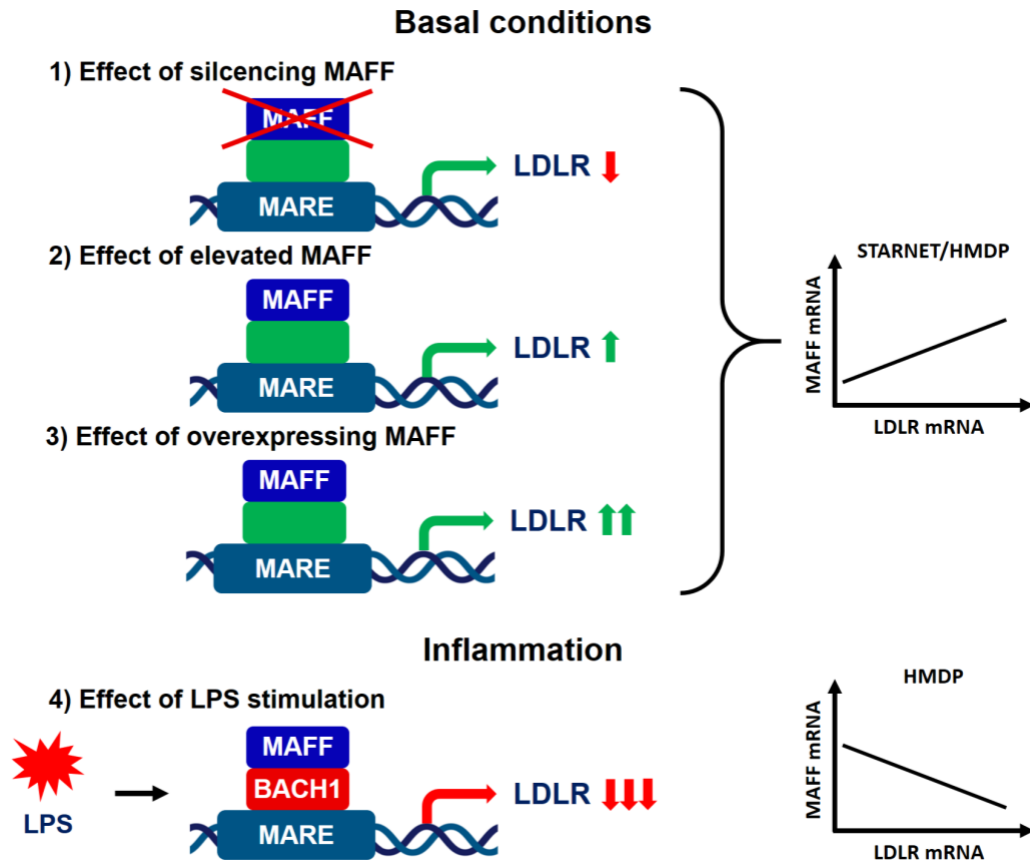 Basal conditions
1) Effect of silcencing MAFF
MAFF
MARE
LDLR
2) Effect of elevated MAFF
MAFF
MARE
LDLR
3) Effect of overexpressing MAFF
MAFF
MARE
LDLR
STARNET/HMDP
MAFF mRNA
LDLR mRNA
Inflammation
4) Effect of LPS stimulation
LPS
MAFF
BACH1
MARE
LDLR
HMDP
MAFF mRNA
LDLR mRNA